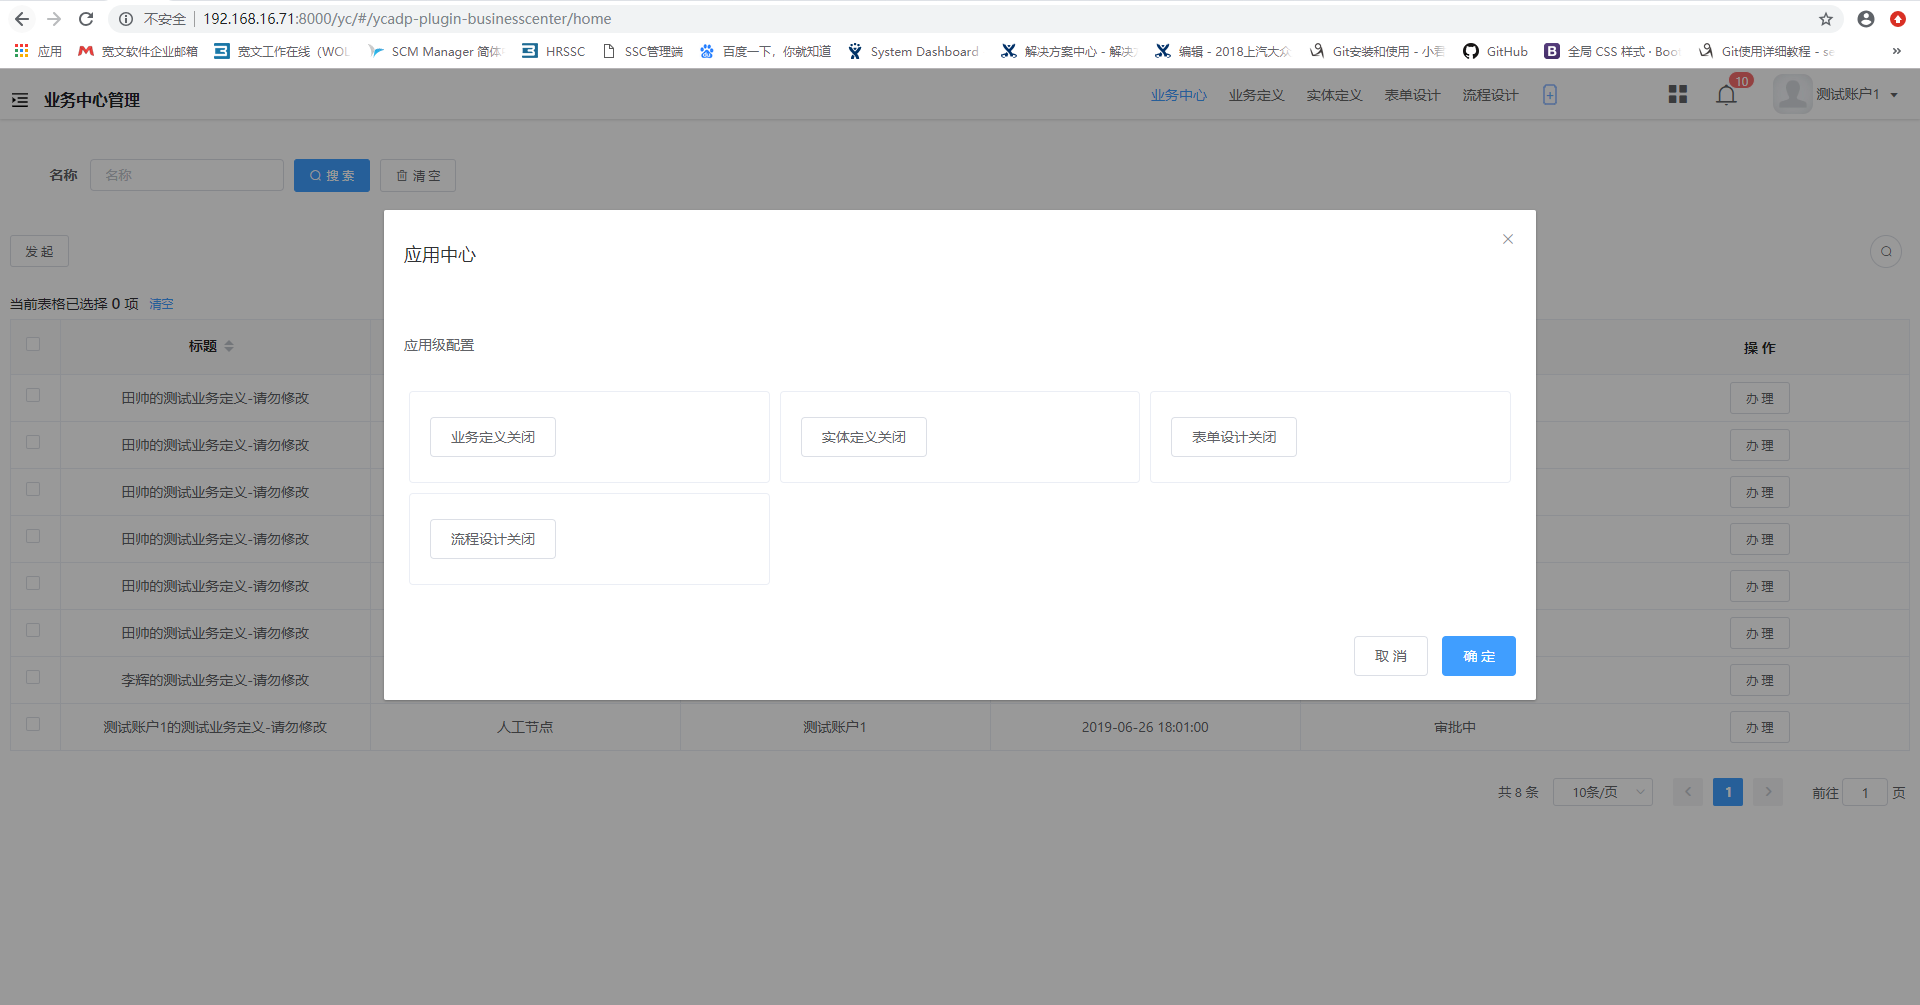 不安全 192.168.16.71:8000/yc/#/ycadp-plugin-businesscenter/home
应用 宽文软件企业邮箱 宽文工作在线（WOL SCM Manager 简体 HRSSC SSC管理端 百度一下，你就知道 System Dashboard 解决方案中心 - 解决 编辑 - 2018上汽大众 Git安装和使用 - 小君 GitHub 全局 CSS 样式 · Boo Git使用详细教程 - se »
业务中心管理 业务中心 业务定义 实体定义 表单设计 流程设计 10 测试账户1
名称 名称 搜 索 清 空
应用中心
发 起
当前表格已选择 0 项 清空
应用级配置
标题 操 作
田帅的测试业务定义-请勿修改 办 理
业务定义关闭 实体定义关闭 表单设计关闭
田帅的测试业务定义-请勿修改 办 理
田帅的测试业务定义-请勿修改 办 理
田帅的测试业务定义-请勿修改 流程设计关闭 办 理
田帅的测试业务定义-请勿修改 办 理
田帅的测试业务定义-请勿修改 办 理
取 消 确 定
李辉的测试业务定义-请勿修改 办 理
测试账户1的测试业务定义-请勿修改 人工节点 测试账户1 2019-06-26 18:01:00 审批中 办 理
共 8 条 10条/页 1 前往 1 页